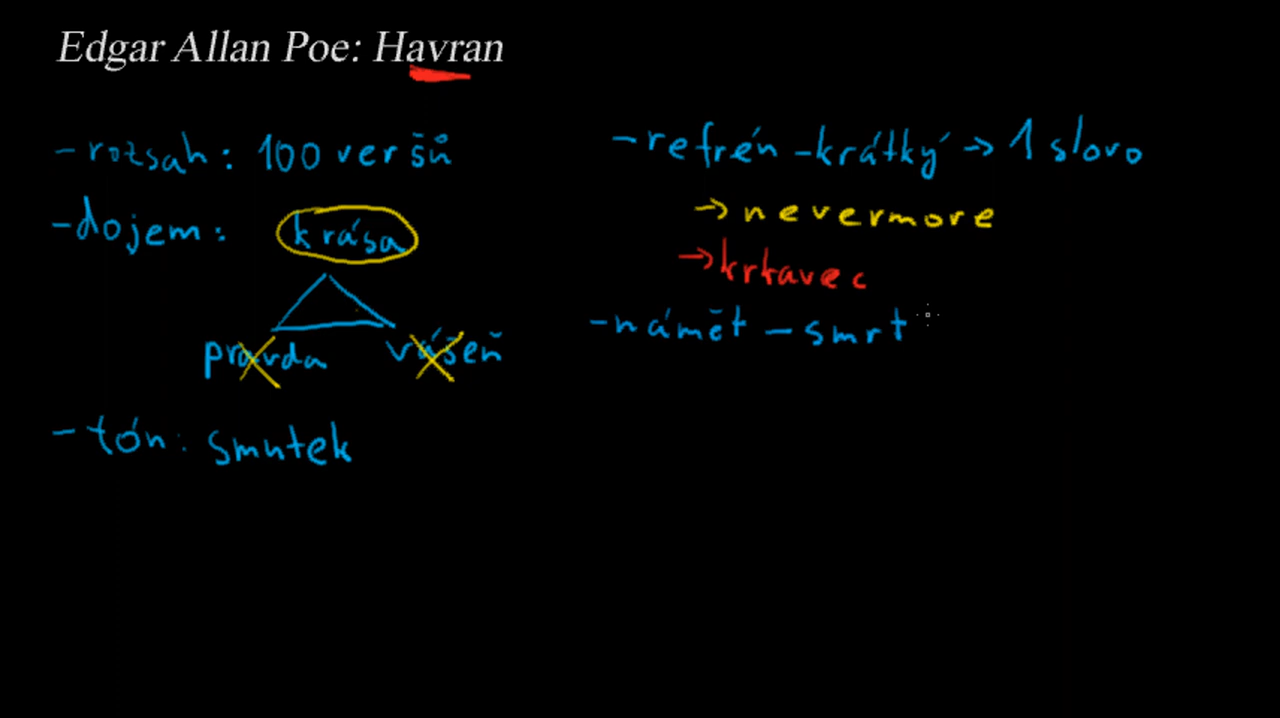 Edgar Allan Poe: Havran
-rozsah: 100 veršů
-dojem: krása
pravda vášeň
-tón: smutek
-refrén -krátký → 1 slovo
→ nevermore
→ krkavec
-námět - smrt